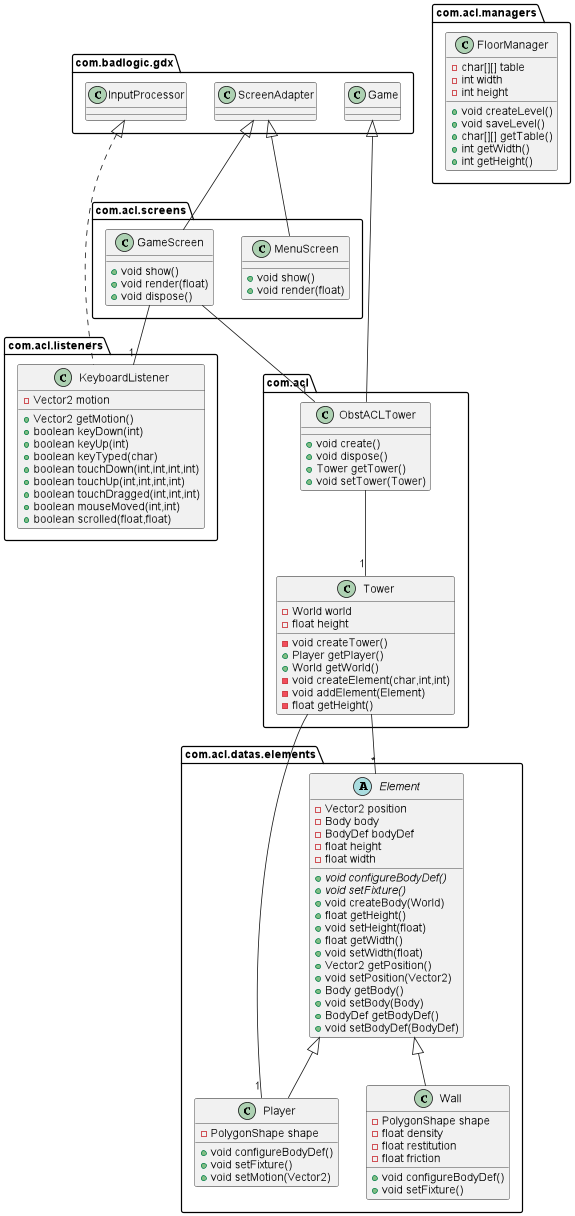 com.acl.managers
C FloorManager
char[][] table
int width
int height
void createLevel()
void saveLevel()
char[][] getTable()
int getWidth()
int getHeight()
com.badlogic.gdx
C InputProcessor
C ScreenAdapter
C Game
com.acl.screens
C GameScreen
void show()
void render(float)
void dispose()
C MenuScreen
void show()
void render(float)
1
1
com.acl.listeners
C KeyboardListener
Vector2 motion
Vector2 getMotion()
boolean keyDown(int)
boolean keyUp(int)
boolean keyTyped(char)
boolean touchDown(int,int,int,int)
boolean touchUp(int,int,int,int)
boolean touchDragged(int,int,int)
boolean mouseMoved(int,int)
boolean scrolled(float,float)
com.acl
1
C ObstACLTower
void create()
void dispose()
Tower getTower()
void setTower(Tower)
1
C Tower
World world
float height
void createTower()
Player getPlayer()
World getWorld()
void createElement(char,int,int)
void addElement(Element)
float getHeight()
com.acl.datas.elements
*
A Element
Vector2 position
Body body
BodyDef bodyDef
float height
float width
void configureBodyDef()
void setFixture()
void createBody(World)
float getHeight()
void setHeight(float)
float getWidth()
void setWidth(float)
Vector2 getPosition()
void setPosition(Vector2)
Body getBody()
void setBody(Body)
BodyDef getBodyDef()
void setBodyDef(BodyDef)
1
C Player
PolygonShape shape
void configureBodyDef()
void setFixture()
void setMotion(Vector2)
C Wall
PolygonShape shape
float density
float restitution
float friction
void configureBodyDef()
void setFixture()